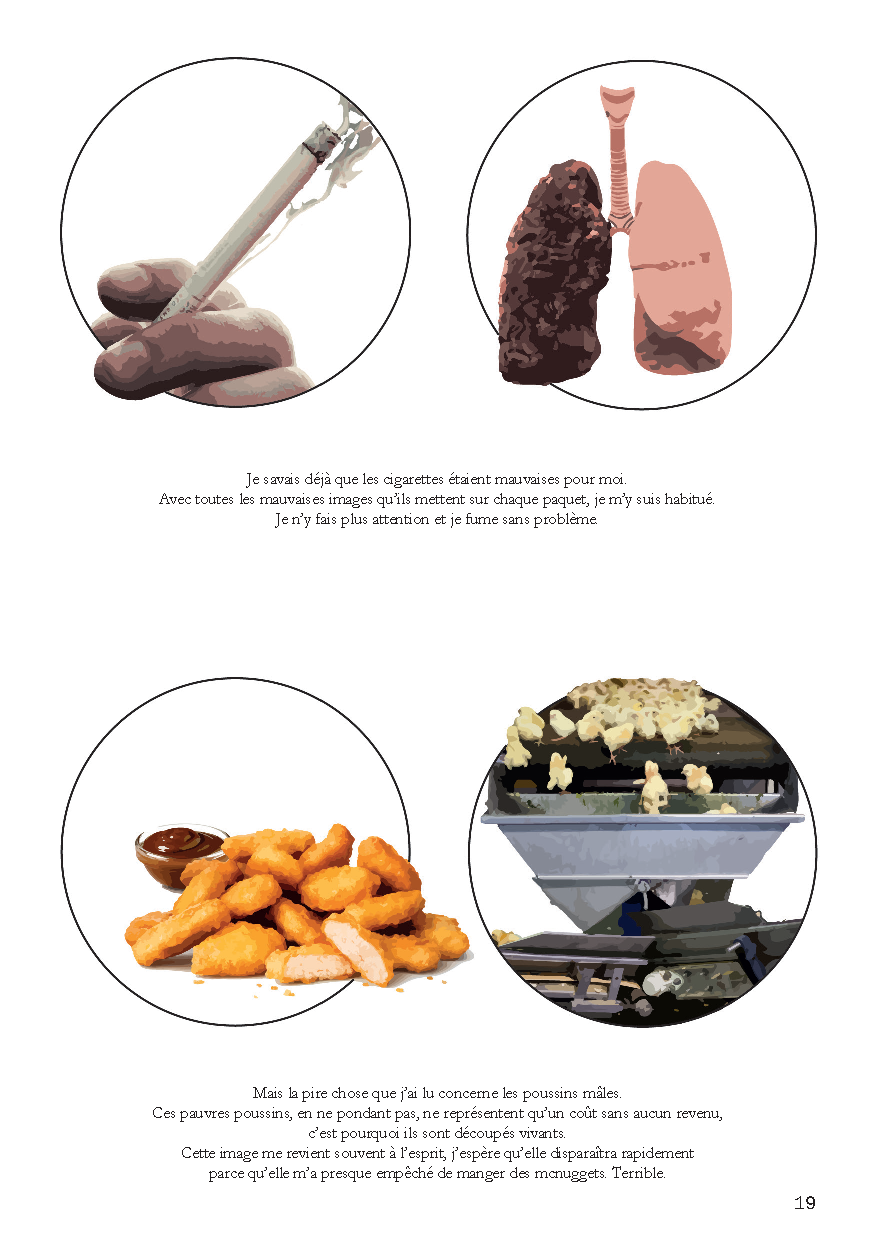 Je savais déjà que les cigarettes étaient mauvaises pour moi.
Avec toutes les mauvaises images qu’ils mettent sur chaque paquet, je m’y suis habitué.
Je n’y fais plus attention et je fume sans problème.
Mais la pire chose que j’ai lu concerne les poussins mâles.
Ces pauvres poussins, en ne pondant pas, ne représentent qu’un coût sans aucun revenu,
c’est pourquoi ils sont découpés vivants.
Cette image me revient souvent à l’esprit, j’espère qu’elle disparaîtra rapidement
parce qu’elle m’a presque empêché de manger des mcnuggets. Terrible.
19